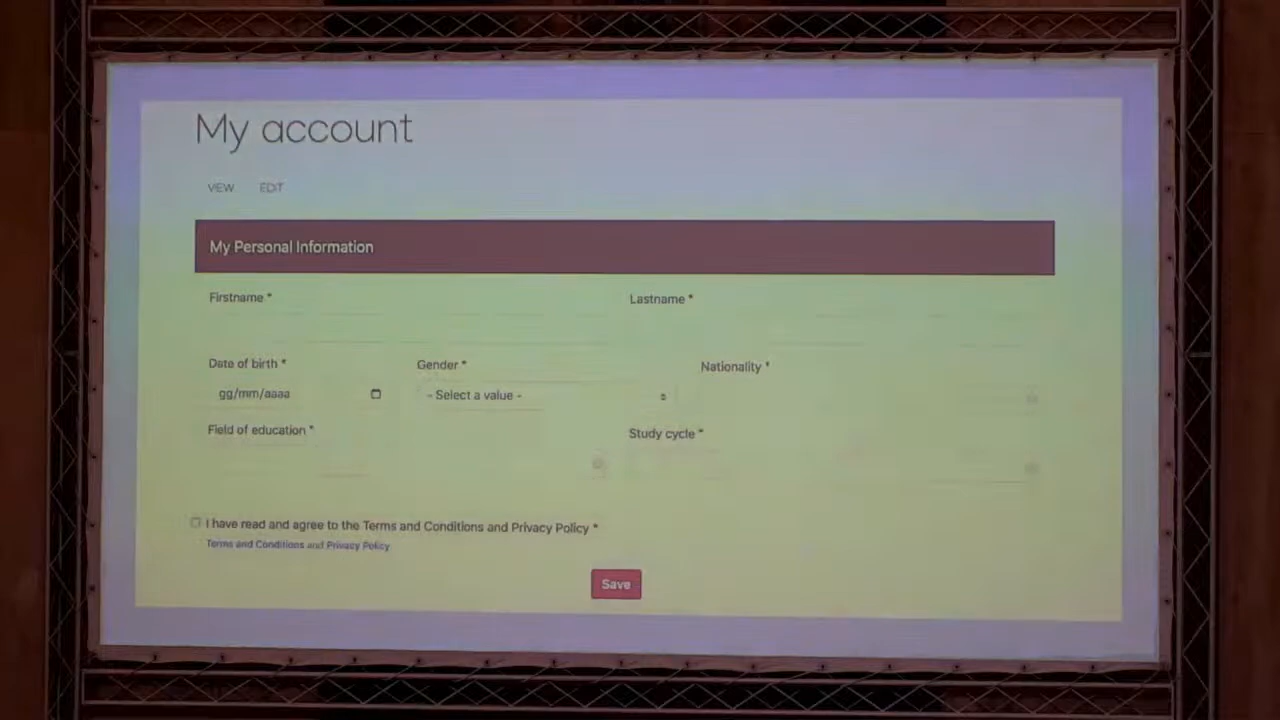 My account
VIEW EDIT
My Personal Information
Firstname * Lastname *
Date of birth * Gender * Nationality *
gg/mm/aaaa - Select a value -
Field of education * Study cycle *
I have read and agree to the Terms and Conditions and Privacy Policy *
Terms and Conditions and Privacy Policy
Save